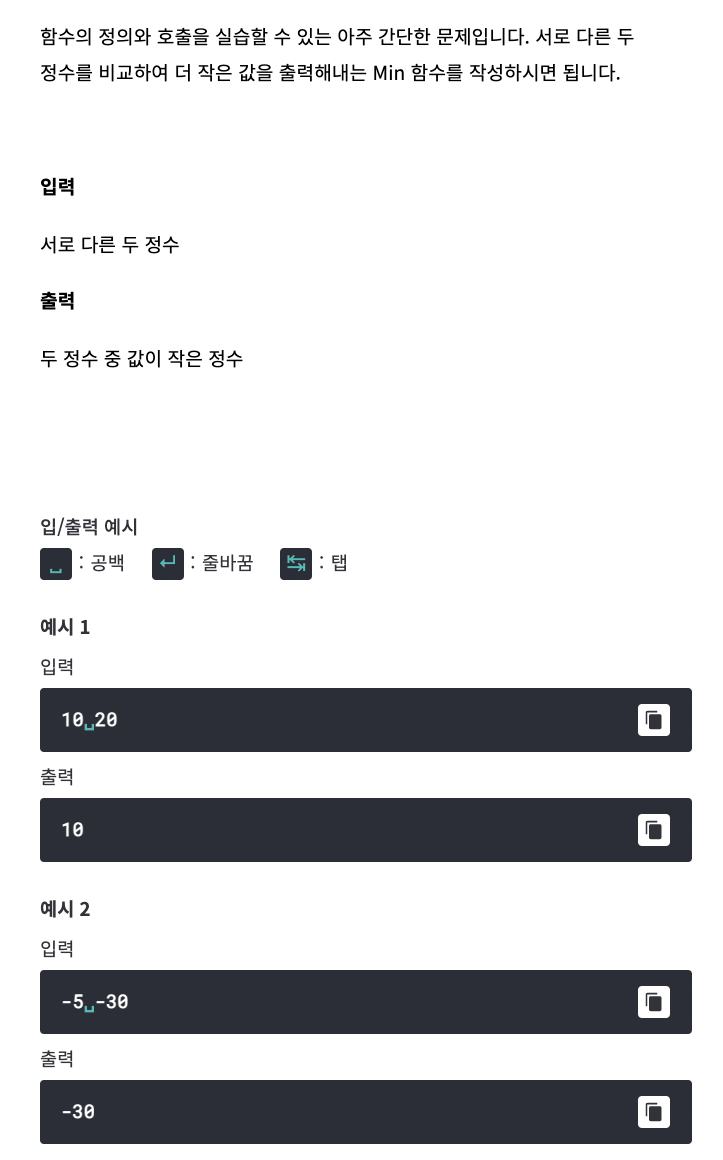 함수의 정의와 호출을 실습할 수 있는 아주 간단한 문제입니다. 서로 다른 두
정수를 비교하여 더 작은 값을 출력해내는 Min 함수를 작성하시면 됩니다.
입력
서로 다른 두 정수
출력
두 정수 중 값이 작은 정수
입/출력 예시
␣ : 공백 ↵ : 줄바꿈 ↹ : 탭
예시 1
입력
10␣20
출력
10
예시 2
입력
-5␣-30
출력
-30